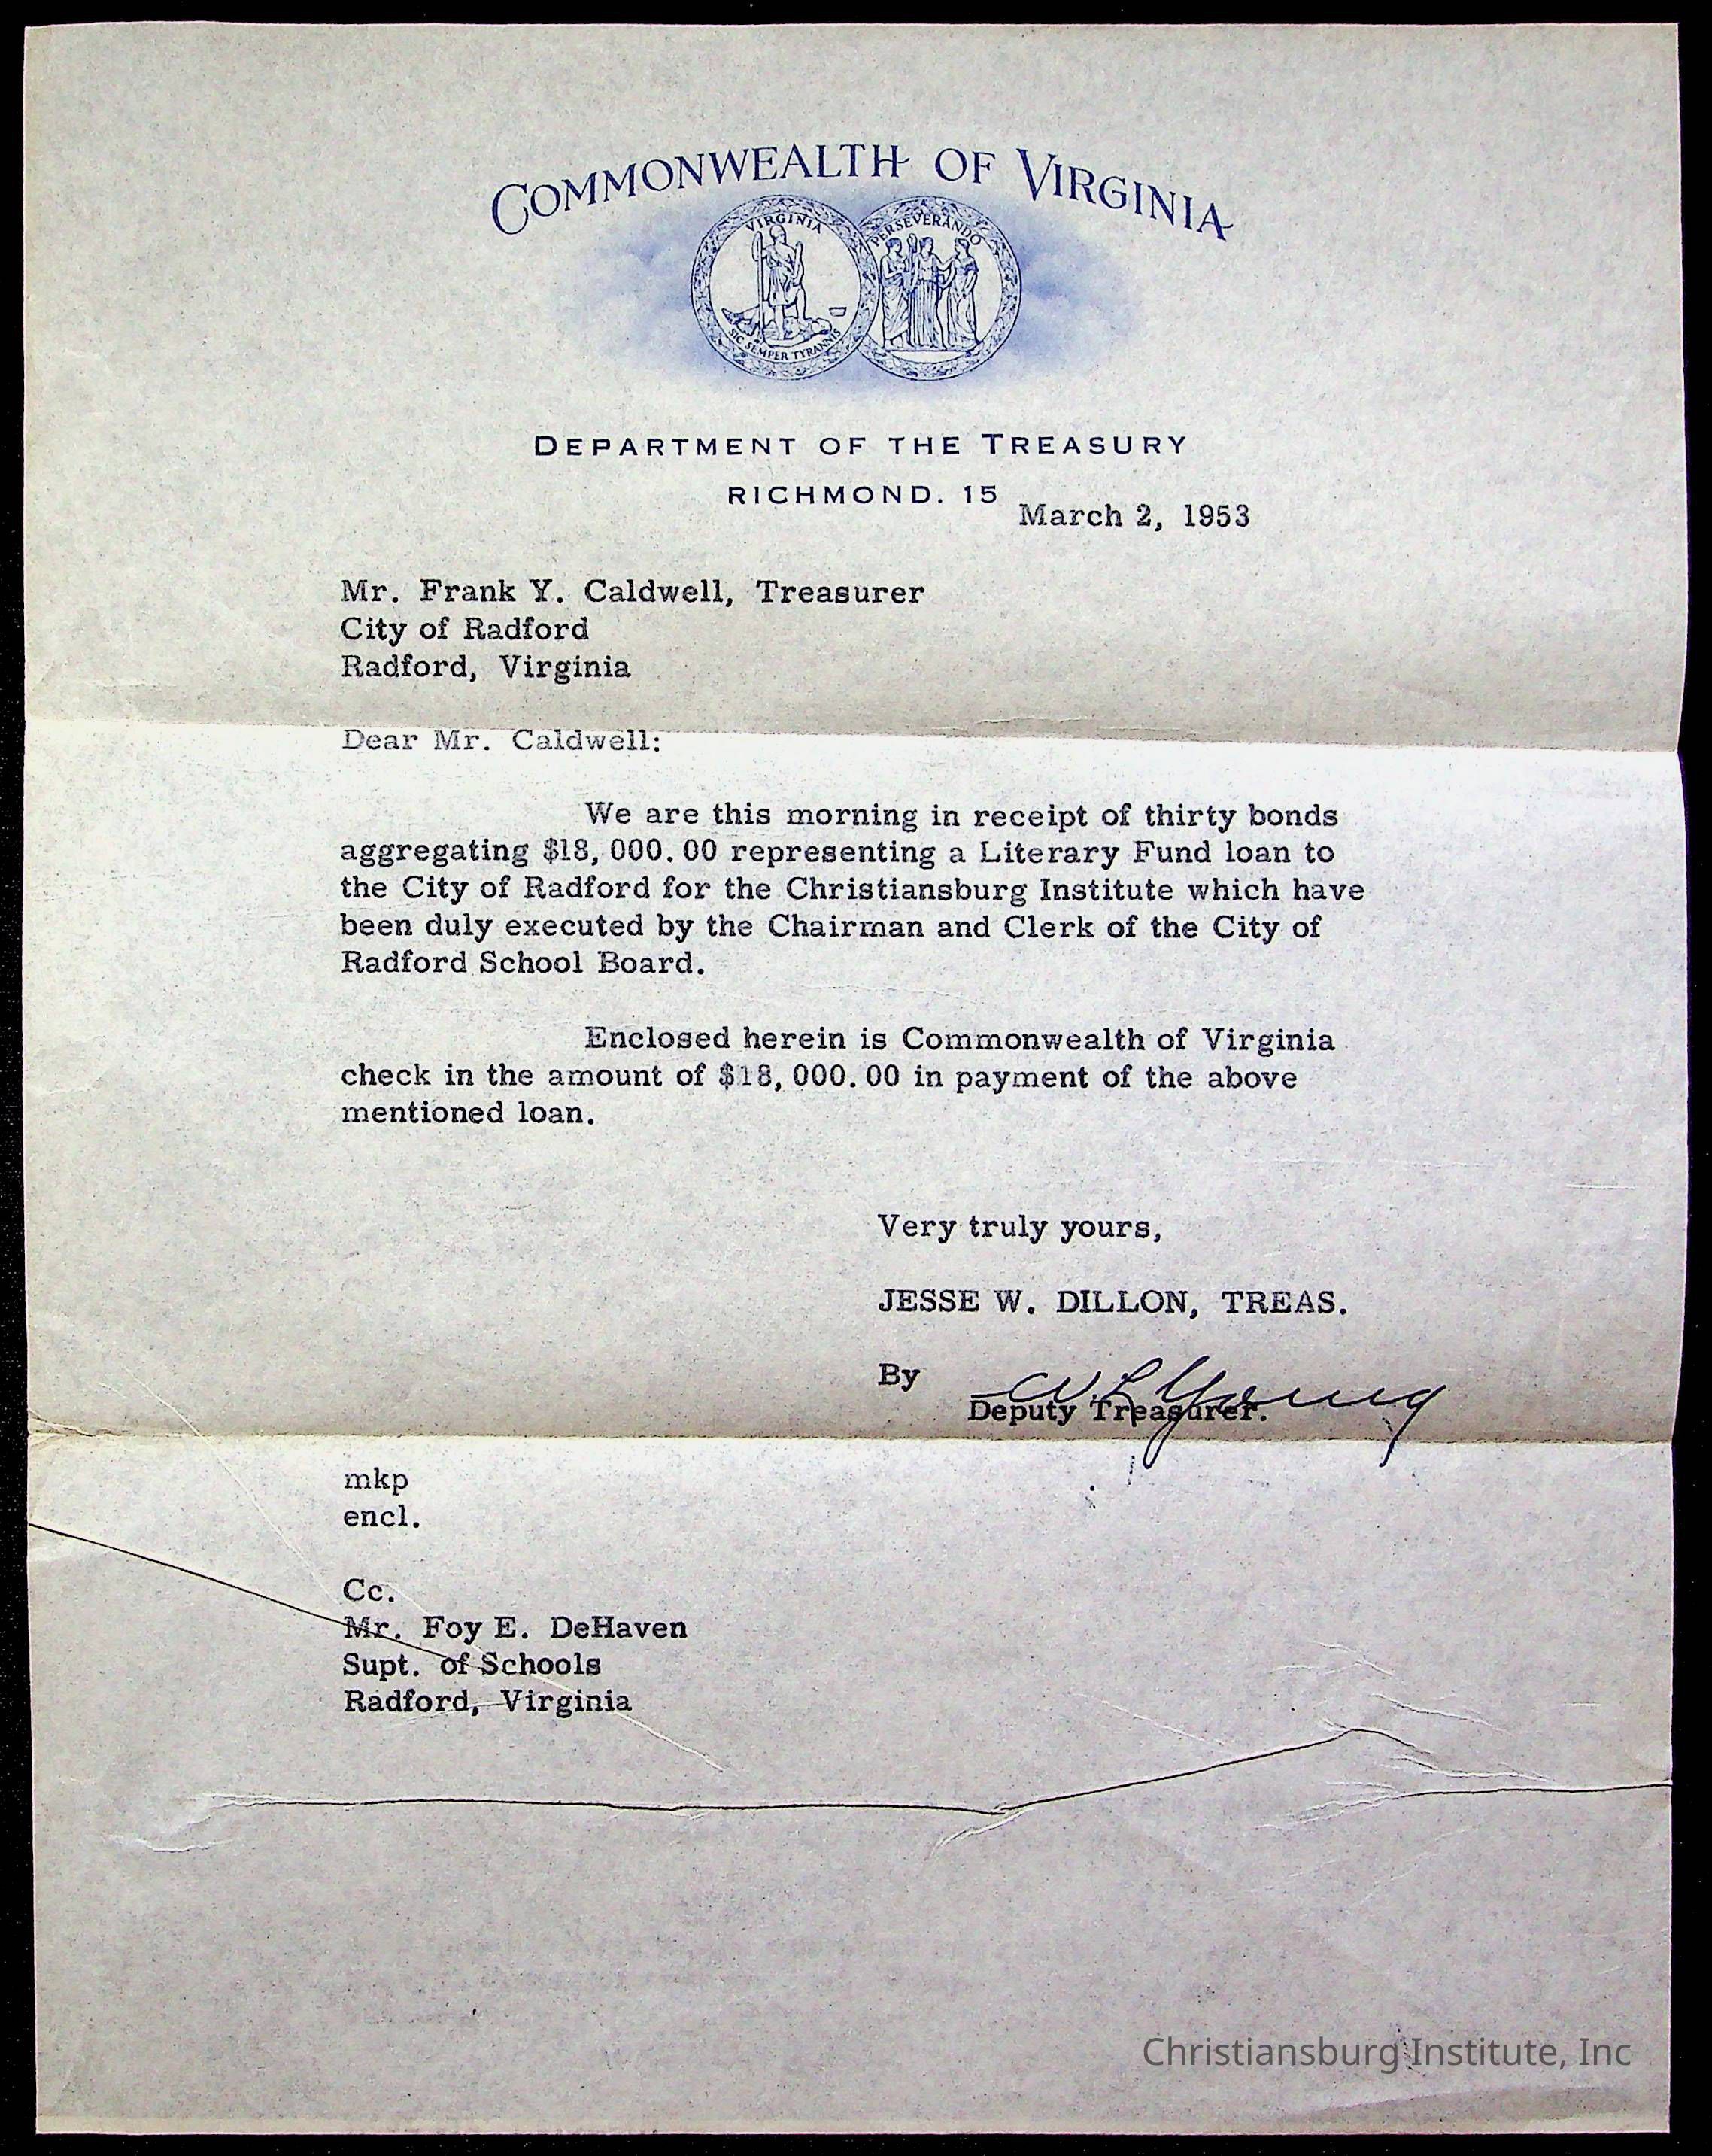 COMMONWEALTH OF VIRGINIA
VIRGINIA
SIC SEMPER TYRANNIS
PERSEVERANDO
DEPARTMENT OF THE TREASURY
RICHMOND. 15
March 2, 1953
Mr. Frank Y. Caldwell, Treasurer
City of Radford
Radford, Virginia
Dear Mr. Caldwell:
We are this morning in receipt of thirty bonds
aggregating $18,000.00 representing a Literary Fund loan to
the City of Radford for the Christiansburg Institute which have
been duly executed by the Chairman and Clerk of the City of
Radford School Board.
Enclosed herein is Commonwealth of Virginia
check in the amount of $18,000.00 in payment of the above
mentioned loan.
Very truly yours,
JESSE W. DILLON, TREAS.
By W. L. Young
Deputy Treasurer.
mkp
encl.
Cc.
Mr. Foy E. DeHaven
Supt. of Schools
Radford, Virginia
Christiansburg Institute, Inc